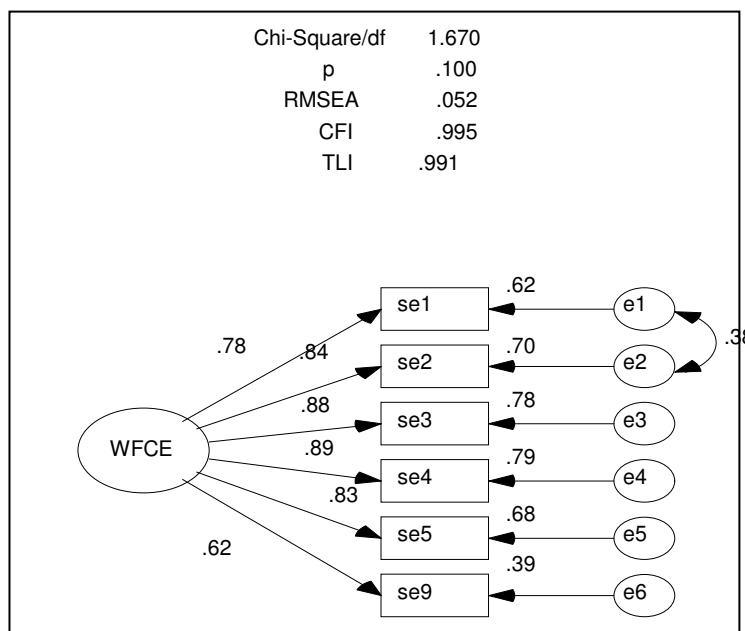 Chi-Square/df 1.670
p .100
RMSEA .052
CFI .995
TLI .991
se1 .62 e1
.78 .84 se2 .70 e2 .38
.88 se3 .78 e3
WFCE .89 se4 .79 e4
.83 se5 .68 e5
.62 se9 .39 e6